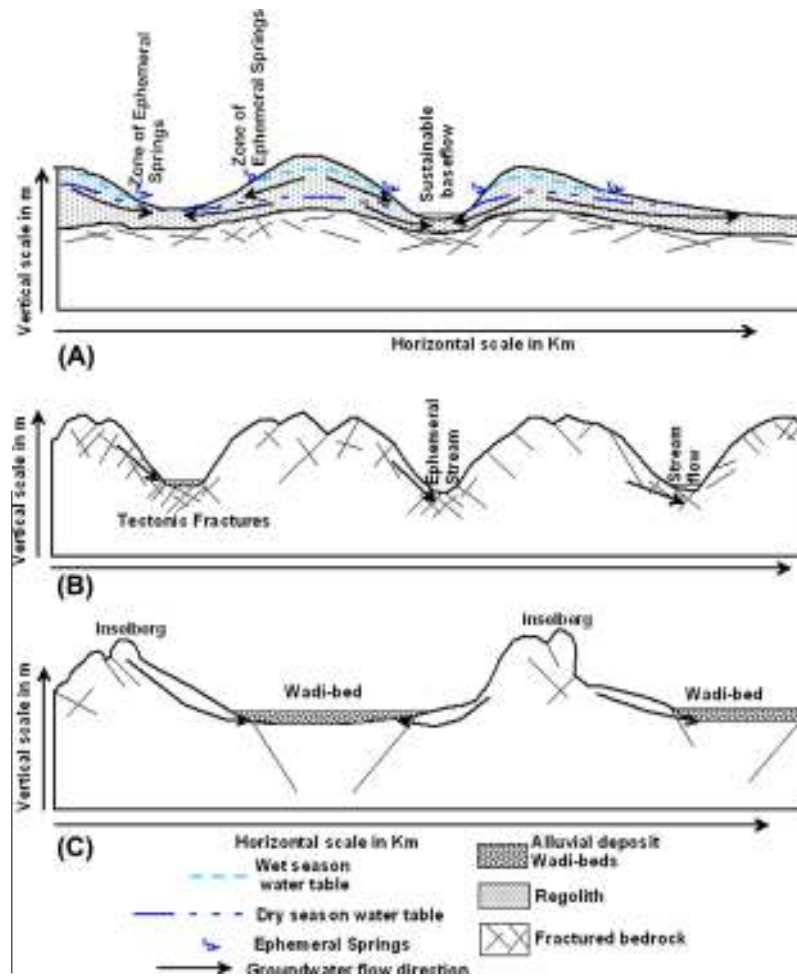 Zone of Ephemeral
Springs
Zone of
Ephemeral Springs
Sustainable
baseflow
Vertical scale in m
Horizontal scale in Km
(A)
Vertical scale in m
Ephemeral
Stream
Stream
flow
Tectonic Fractures
(B)
Inselberg
Inselberg
Vertical scale in m
Wadi-bed
Wadi-bed
(C)
Horizontal scale in Km
Wet season
water table
Dry season water table
Ephemeral Springs
Groundwater flow direction
Alluvial deposit
Wadi-beds
Regolith
Fractured bedrock